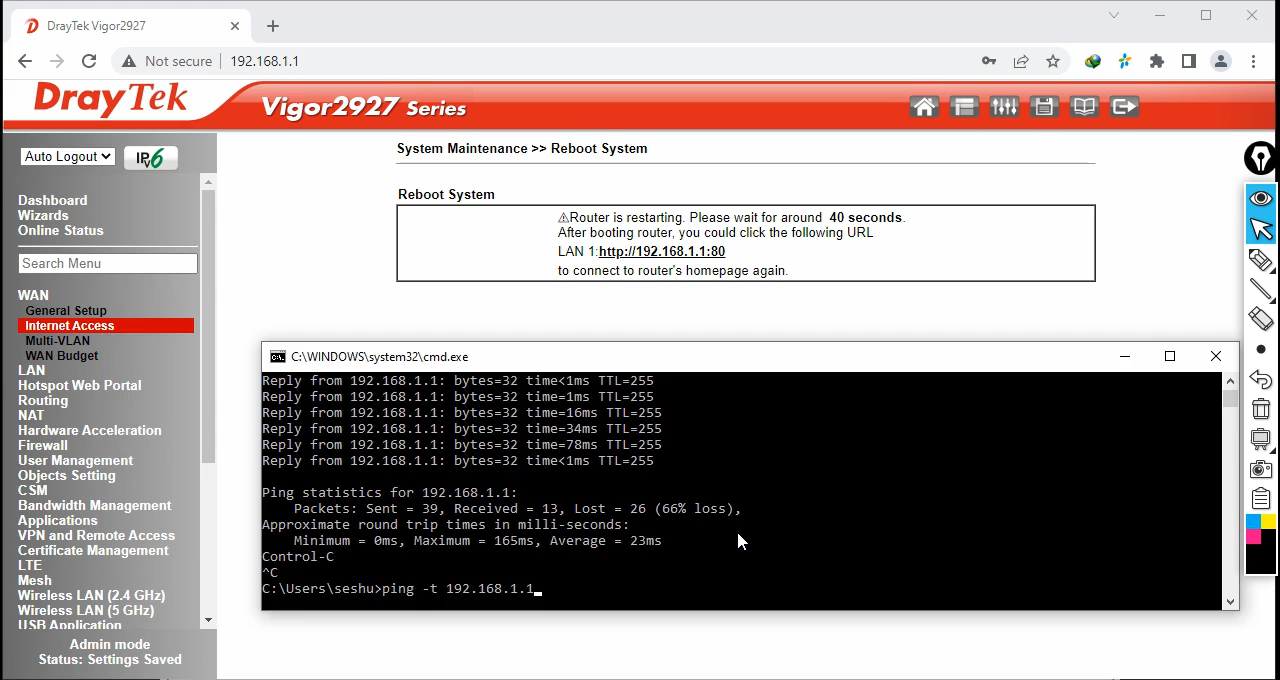 DrayTek Vigor2927
Not secure
192.168.1.1
DrayTek
Vigor2927 Series
Auto Logout
IPv6
Dashboard
Wizards
Online Status
Search Menu
WAN
General Setup
Internet Access
Multi-VLAN
WAN Budget
LAN
Hotspot Web Portal
Routing
NAT
Hardware Acceleration
Firewall
User Management
Objects Setting
CSM
Bandwidth Management
Applications
VPN and Remote Access
Certificate Management
LTE
Mesh
Wireless LAN (2.4 GHz)
Wireless LAN (5 GHz)
USB Application
Admin mode
Status: Settings Saved
System Maintenance >> Reboot System
Reboot System
⚠Router is restarting. Please wait for around 40 seconds.
After booting router, you could click the following URL
LAN 1:http://192.168.1.1:80
to connect to router's homepage again.
C:\WINDOWS\system32\cmd.exe
Reply from 192.168.1.1: bytes=32 time<1ms TTL=255
Reply from 192.168.1.1: bytes=32 time=1ms TTL=255
Reply from 192.168.1.1: bytes=32 time=16ms TTL=255
Reply from 192.168.1.1: bytes=32 time=34ms TTL=255
Reply from 192.168.1.1: bytes=32 time=78ms TTL=255
Reply from 192.168.1.1: bytes=32 time<1ms TTL=255
Ping statistics for 192.168.1.1:
Packets: Sent = 39, Received = 13, Lost = 26 (66% loss),
Approximate round trip times in milli-seconds:
Minimum = 0ms, Maximum = 165ms, Average = 23ms
Control-C
^C
C:\Users\seshu>ping -t 192.168.1.1